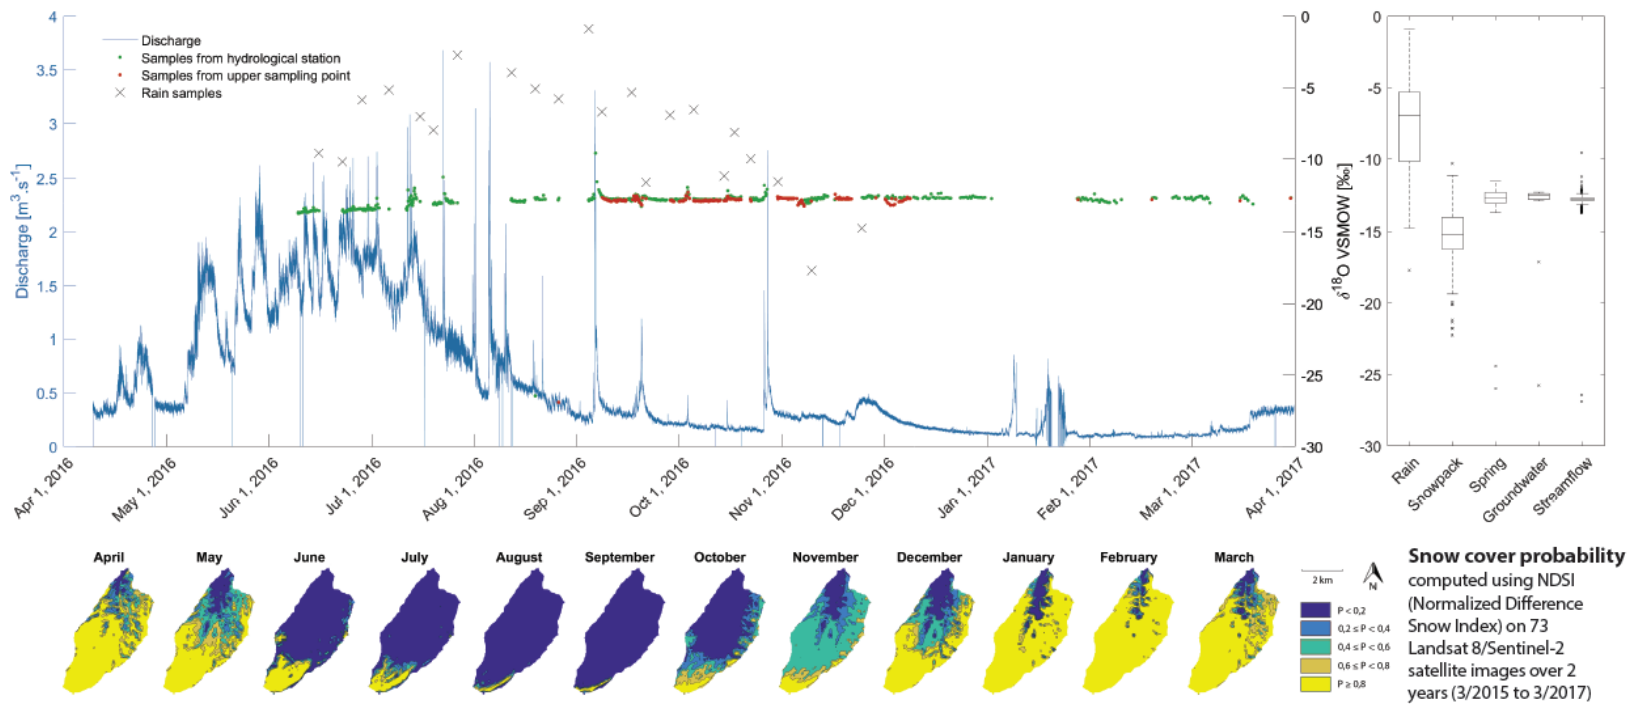 4
3.5
3
2.5
2
1.5
1
0.5
0
Discharge [m³.s⁻¹]
Discharge
Samples from hydrological station
Samples from upper sampling point
Rain samples
0
-5
-10
-15
-20
-25
-30
δ¹⁸O VSMOW [‰]
Apr 1, 2016
May 1, 2016
Jun 1, 2016
Jul 1, 2016
Aug 1, 2016
Sep 1, 2016
Oct 1, 2016
Nov 1, 2016
Dec 1, 2016
Jan 1, 2017
Feb 1, 2017
Mar 1, 2017
Apr 1, 2017
0
-5
-10
-15
-20
-25
-30
Rain
Snowpack
Spring
Groundwater
Streamflow
April
May
June
July
August
September
October
November
December
January
February
March
2 km
N
P < 0,2
0,2 ≤ P < 0,4
0,4 ≤ P < 0,6
0,6 ≤ P < 0,8
P ≥ 0,8
Snow cover probability
computed using NDSI
(Normalized Difference
Snow Index) on 73
Landsat 8/Sentinel-2
satellite images over 2
years (3/2015 to 3/2017)